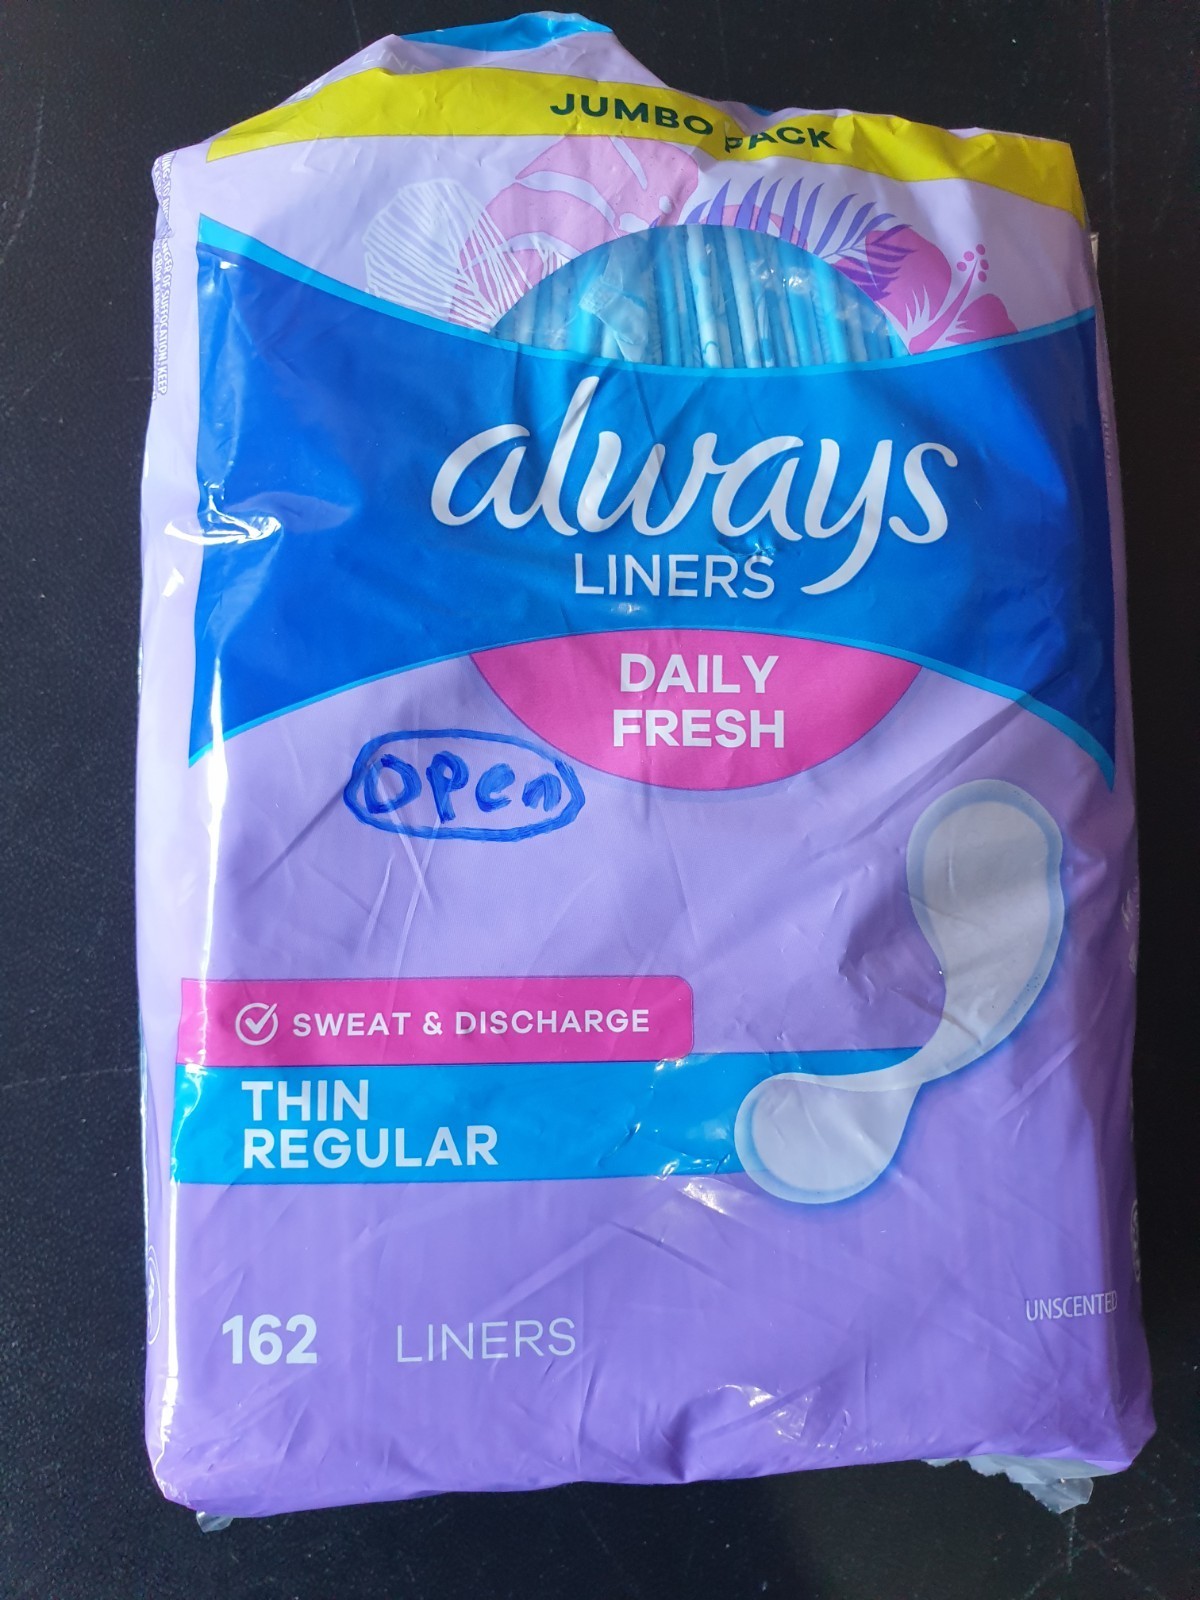 JUMBO PACK
always
LINERS
DAILY
FRESH
Open
SWEAT & DISCHARGE
THIN
REGULAR
162 LINERS
UNSCENTED